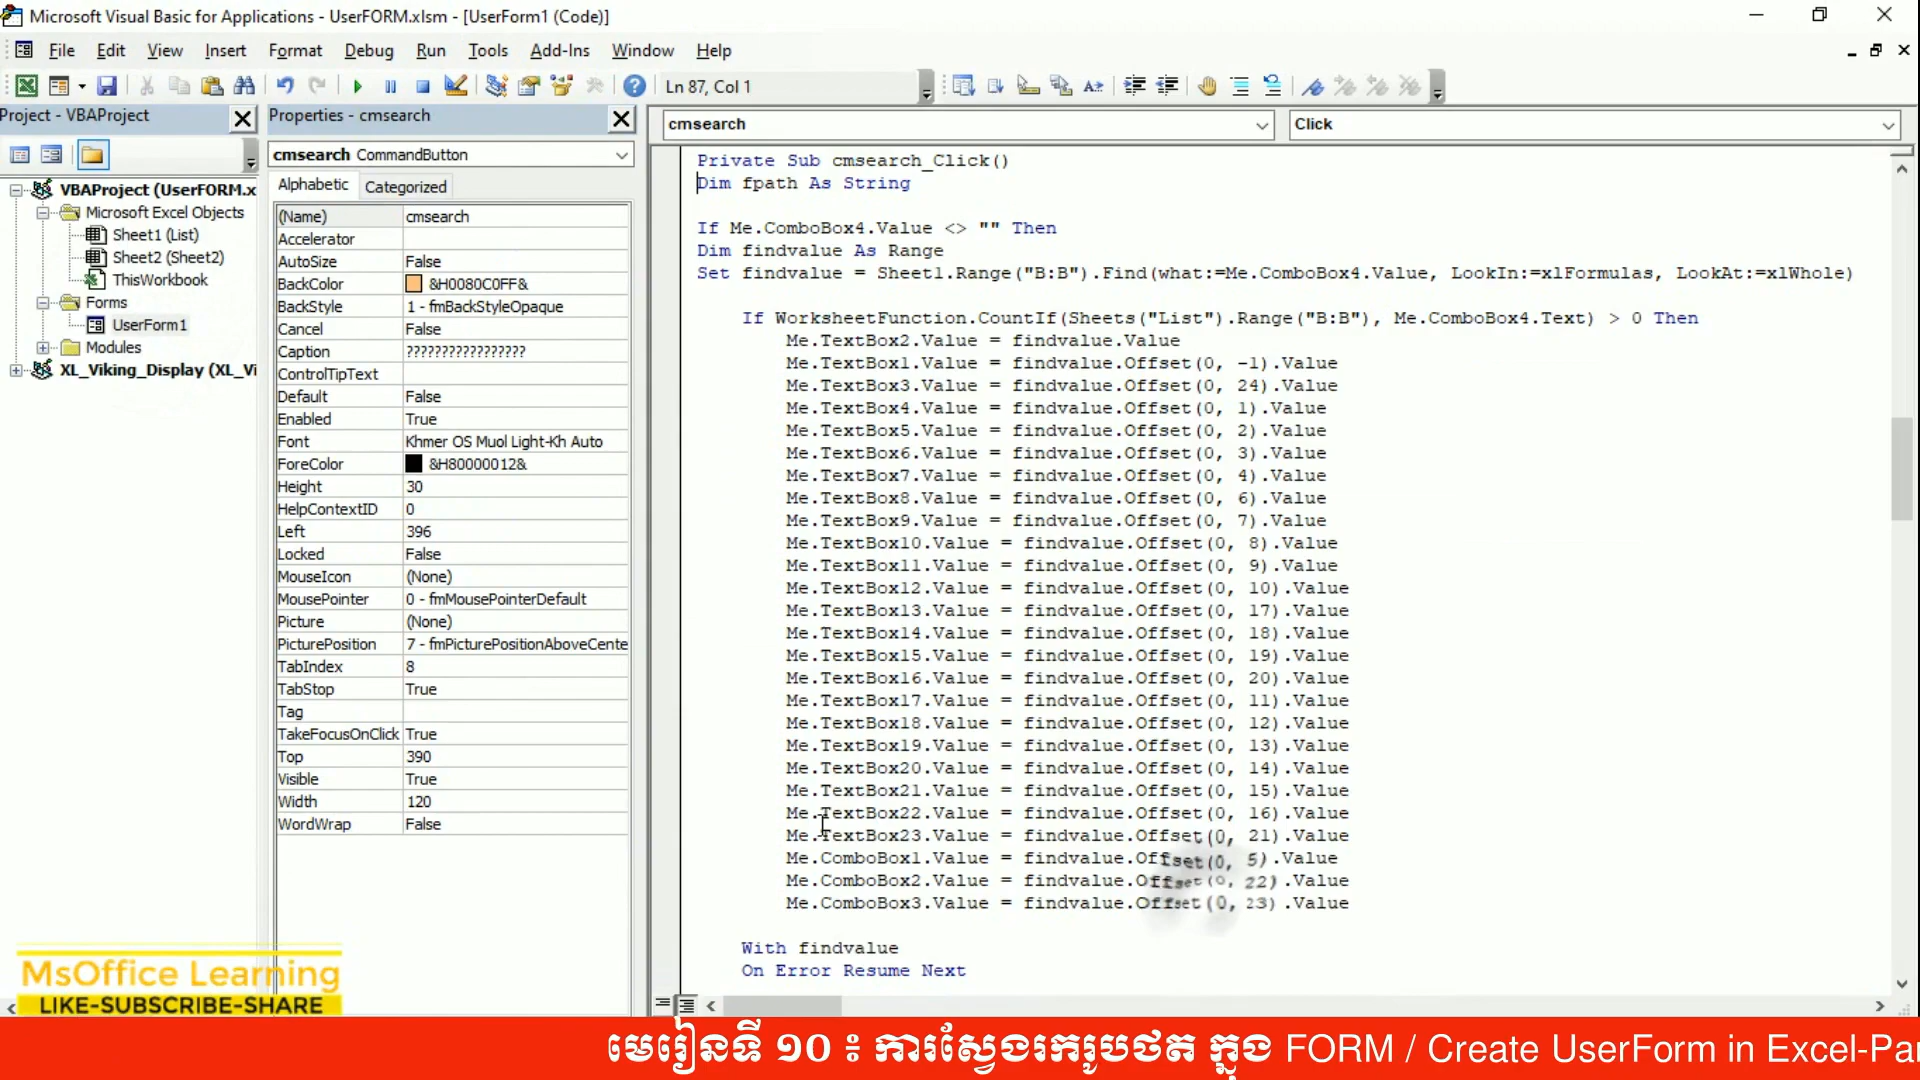 Microsoft Visual Basic for Applications - UserFORM.xlsm - [UserForm1 (Code)]
File Edit View Insert Format Debug Run Tools Add-Ins Window Help
Ln 87, Col 1
Project - VBAProject
Properties - cmsearch
cmsearch
Click
cmsearch CommandButton
Alphabetic Categorized
VBAProject (UserFORM.x
Microsoft Excel Objects
Sheet1 (List)
Sheet2 (Sheet2)
ThisWorkbook
Forms
UserForm1
Modules
XL_Viking_Display (XL_Vi
(Name) cmsearch
Accelerator
AutoSize False
BackColor &H0080C0FF&
BackStyle 1 - fmBackStyleOpaque
Cancel False
Caption ?????????????????
ControlTipText
Default False
Enabled True
Font Khmer OS Muol Light-Kh Auto
ForeColor &H80000012&
Height 30
HelpContextID 0
Left 396
Locked False
MouseIcon (None)
MousePointer 0 - fmMousePointerDefault
Picture (None)
PicturePosition 7 - fmPicturePositionAboveCente
TabIndex 8
TabStop True
Tag
TakeFocusOnClick True
Top 390
Visible True
Width 120
WordWrap False
Private Sub cmsearch_Click()
Dim fpath As String
If Me.ComboBox4.Value <> "" Then
Dim findvalue As Range
Set findvalue = Sheet1.Range("B:B").Find(what:=Me.ComboBox4.Value, LookIn:=xlFormulas, LookAt:=xlWhole)
If WorksheetFunction.CountIf(Sheets("List").Range("B:B"), Me.ComboBox4.Text) > 0 Then
Me.TextBox2.Value = findvalue.Value
Me.TextBox1.Value = findvalue.Offset(0, -1).Value
Me.TextBox3.Value = findvalue.Offset(0, 24).Value
Me.TextBox4.Value = findvalue.Offset(0, 1).Value
Me.TextBox5.Value = findvalue.Offset(0, 2).Value
Me.TextBox6.Value = findvalue.Offset(0, 3).Value
Me.TextBox7.Value = findvalue.Offset(0, 4).Value
Me.TextBox8.Value = findvalue.Offset(0, 6).Value
Me.TextBox9.Value = findvalue.Offset(0, 7).Value
Me.TextBox10.Value = findvalue.Offset(0, 8).Value
Me.TextBox11.Value = findvalue.Offset(0, 9).Value
Me.TextBox12.Value = findvalue.Offset(0, 10).Value
Me.TextBox13.Value = findvalue.Offset(0, 17).Value
Me.TextBox14.Value = findvalue.Offset(0, 18).Value
Me.TextBox15.Value = findvalue.Offset(0, 19).Value
Me.TextBox16.Value = findvalue.Offset(0, 20).Value
Me.TextBox17.Value = findvalue.Offset(0, 11).Value
Me.TextBox18.Value = findvalue.Offset(0, 12).Value
Me.TextBox19.Value = findvalue.Offset(0, 13).Value
Me.TextBox20.Value = findvalue.Offset(0, 14).Value
Me.TextBox21.Value = findvalue.Offset(0, 15).Value
Me.TextBox22.Value = findvalue.Offset(0, 16).Value
Me.TextBox23.Value = findvalue.Offset(0, 21).Value
Me.ComboBox1.Value = findvalue.Offset(0, 5).Value
Me.ComboBox2.Value = findvalue.Offset(0, 22).Value
Me.ComboBox3.Value = findvalue.Offset(0, 23).Value
With findvalue
On Error Resume Next
MsOffice Learning
LIKE-SUBSCRIBE-SHARE
មេរៀនទី ១០ ៖ ការស្វែងរករូបថត ក្នុង FORM / Create UserForm in Excel-Par